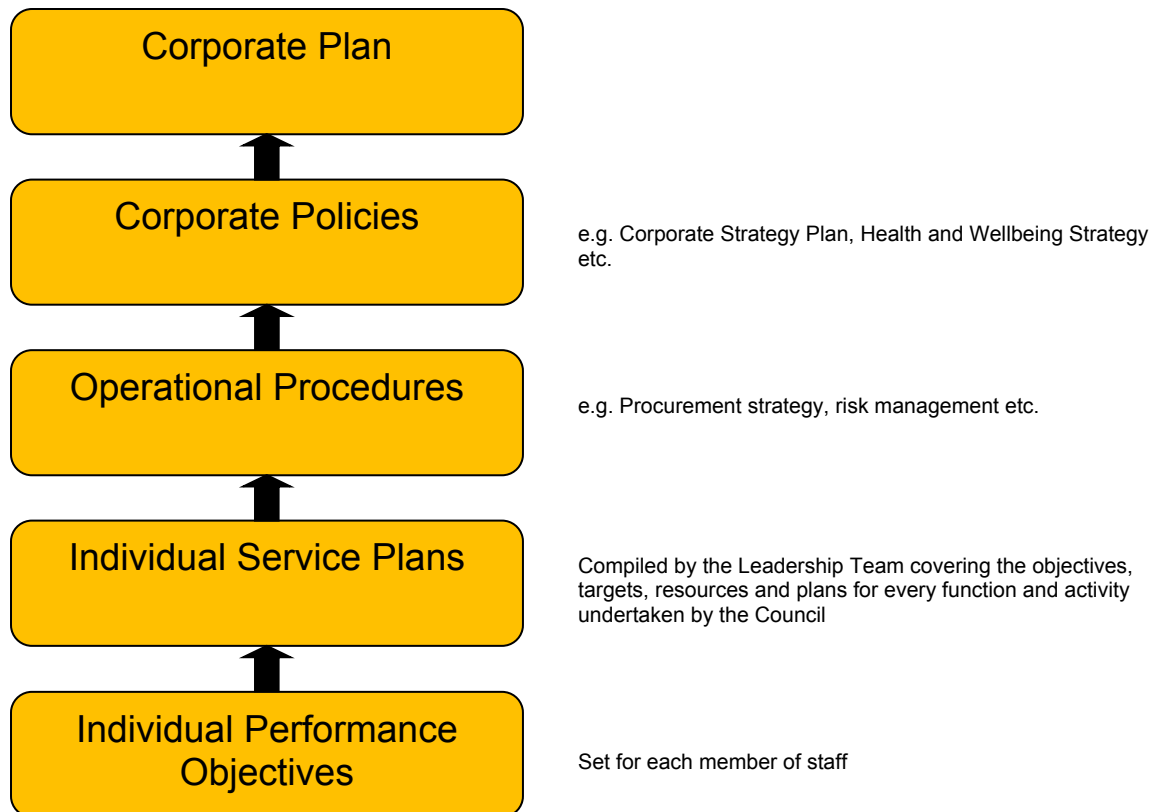 Corporate Plan
Corporate Policies
e.g. Corporate Strategy Plan, Health and Wellbeing Strategy
etc.
Operational Procedures
e.g. Procurement strategy, risk management etc.
Individual Service Plans
Compiled by the Leadership Team covering the objectives,
targets, resources and plans for every function and activity
undertaken by the Council
Individual Performance
Objectives
Set for each member of staff